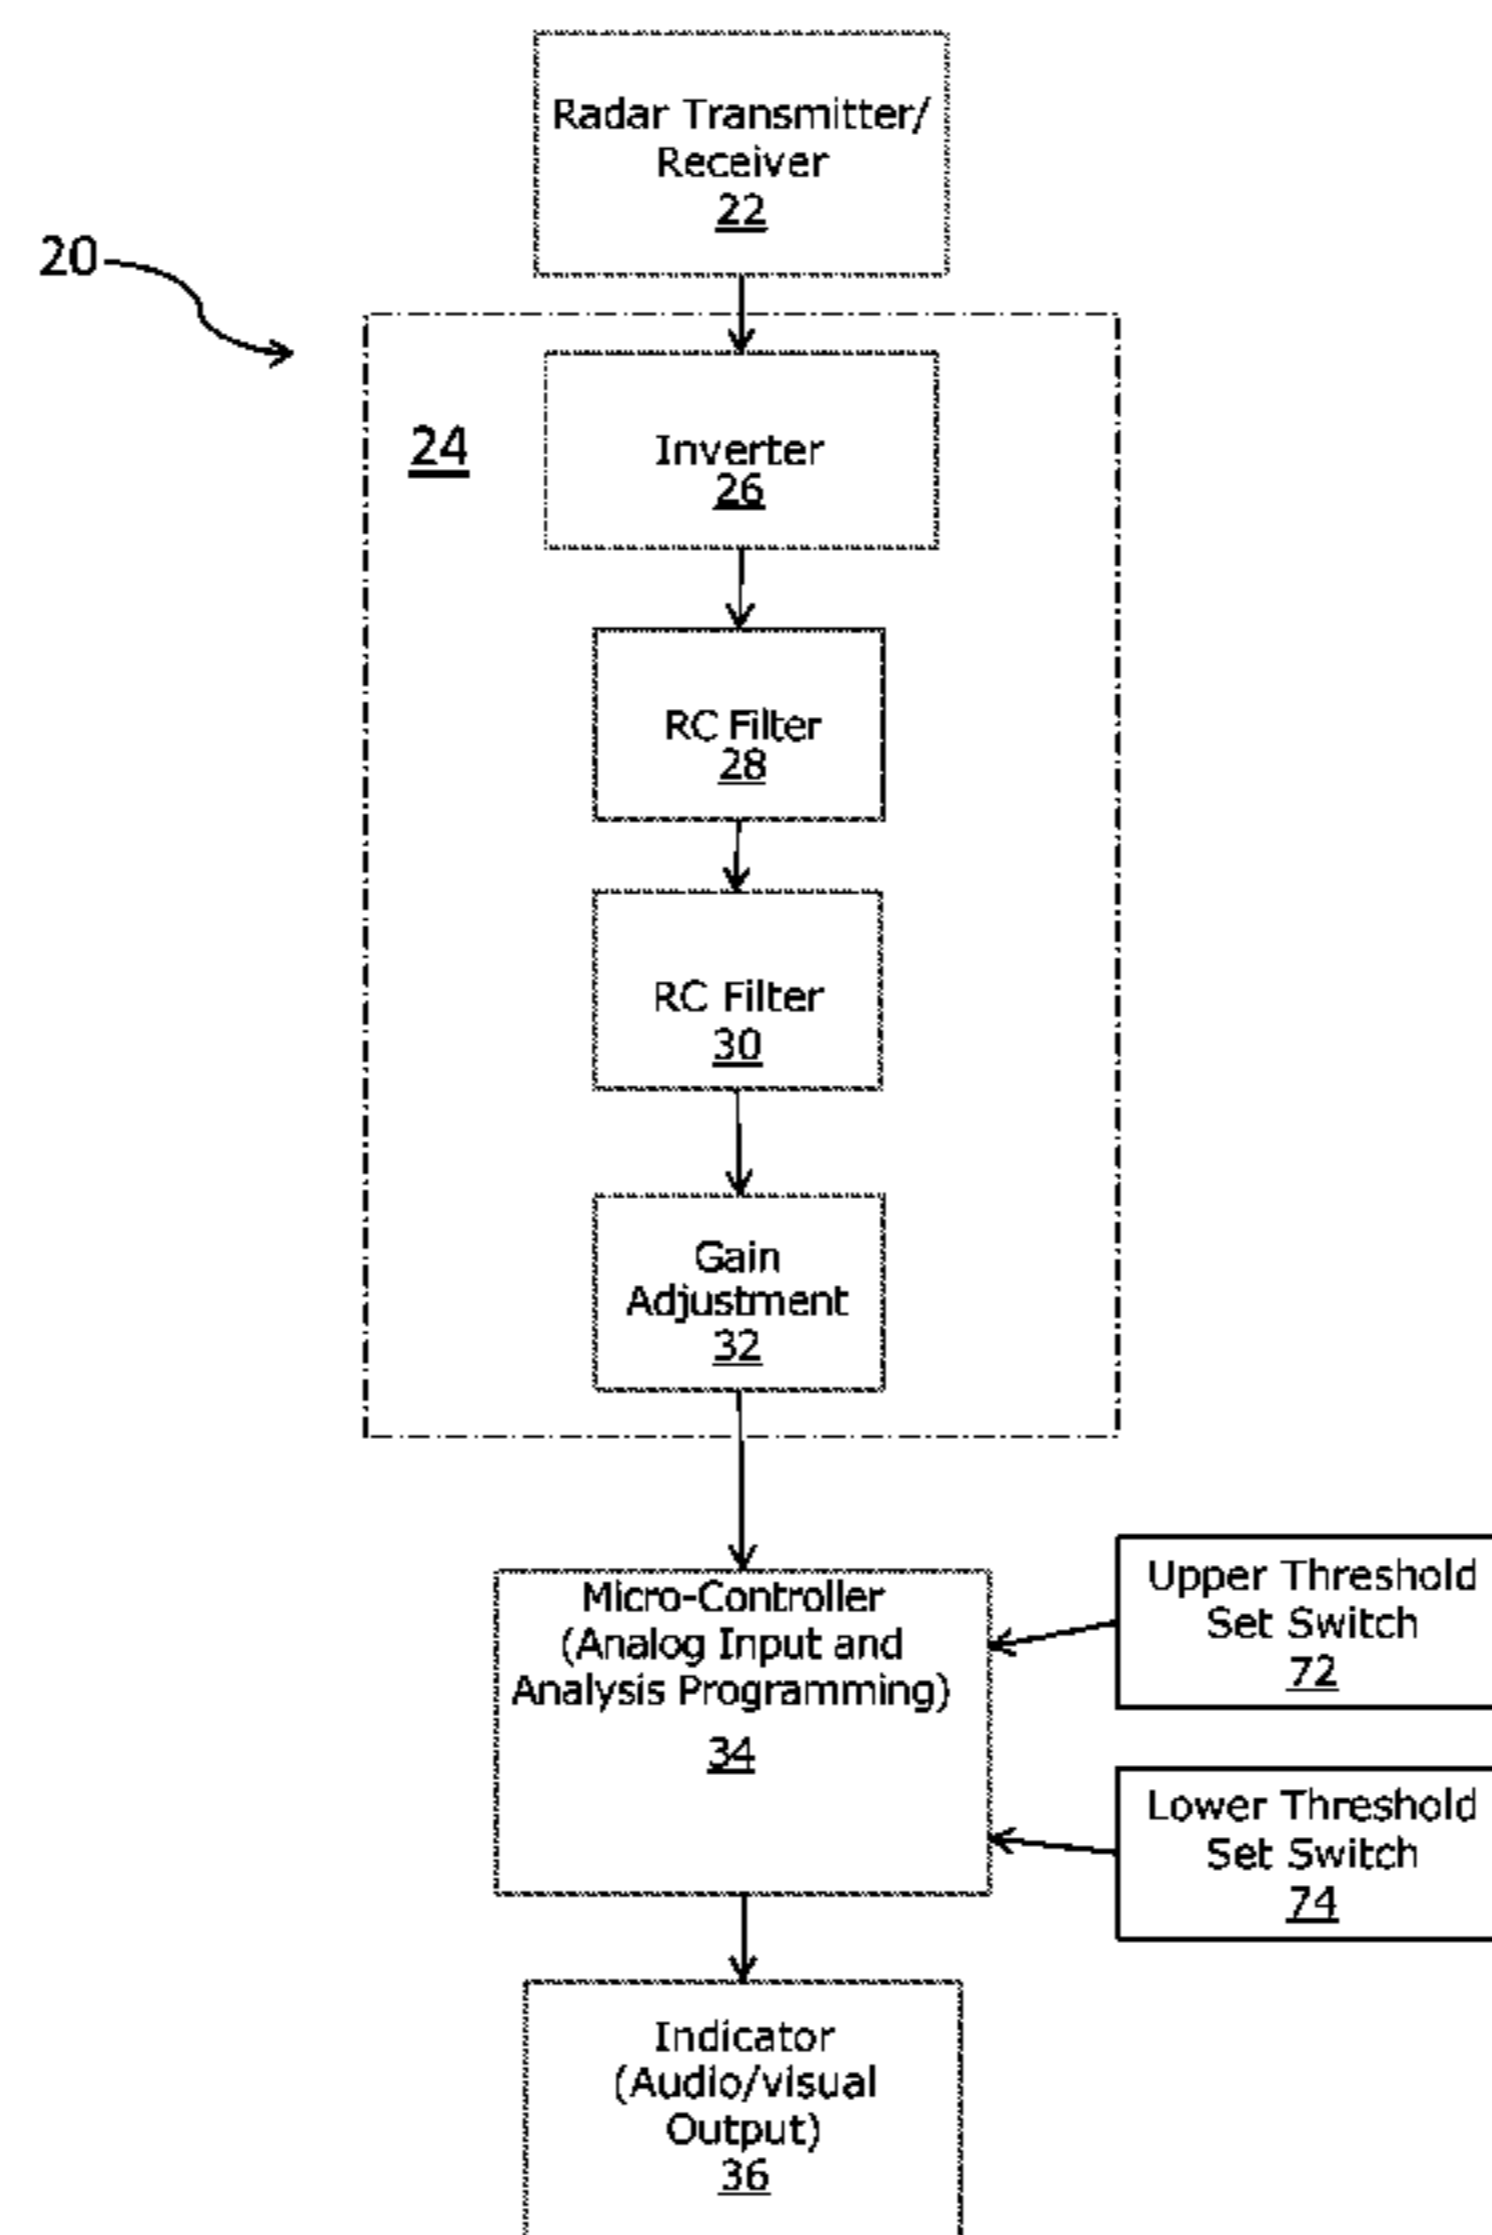 Radar Transmitter/
Receiver
22
20
24
Inverter
26
RC Filter
28
RC Filter
30
Gain
Adjustment
32
Micro-Controller
(Analog Input and
Analysis Programming)
34
Upper Threshold
Set Switch
72
Lower Threshold
Set Switch
74
Indicator
(Audio/visual
Output)
36